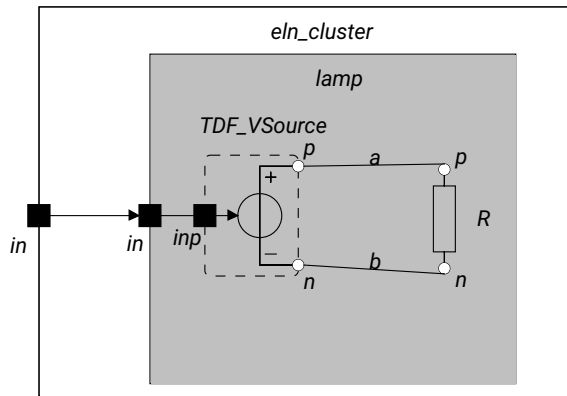 eln_cluster
lamp
TDF_VSource
p
a
p
+
in
in
inp
R
−
b
n
n